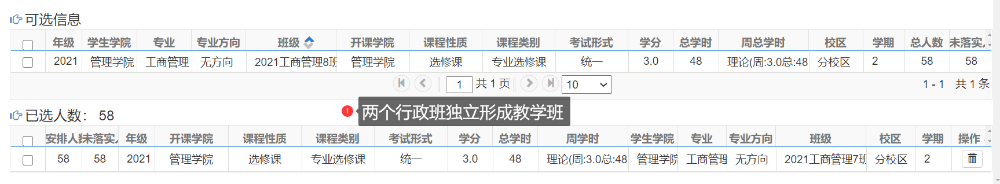 可选信息
年级 学生学院 专业 专业方向 班级 开课学院 课程性质 课程类别 考试形式 学分 总学时 周总学时 校区 学期 总人数 未落实人
2021 管理学院 工商管理 无方向 2021工商管理8班 管理学院 选修课 专业选修课 统一 3.0 48 理论(周:3.0总:48 分校区 2 58 58
1 共 1 页 10 1 - 1 共 1 条
1 两个行政班独立形成教学班
已选人数： 58
安排人数 未落实人 年级 开课学院 课程性质 课程类别 考试形式 学分 总学时 周学时 学生学院 专业 专业方向 班级 校区 学期 操作
58 58 2021 管理学院 选修课 专业选修课 统一 3.0 48 理论(周:3.0总:48 管理学院 工商管理 无方向 2021工商管理7班 分校区 2